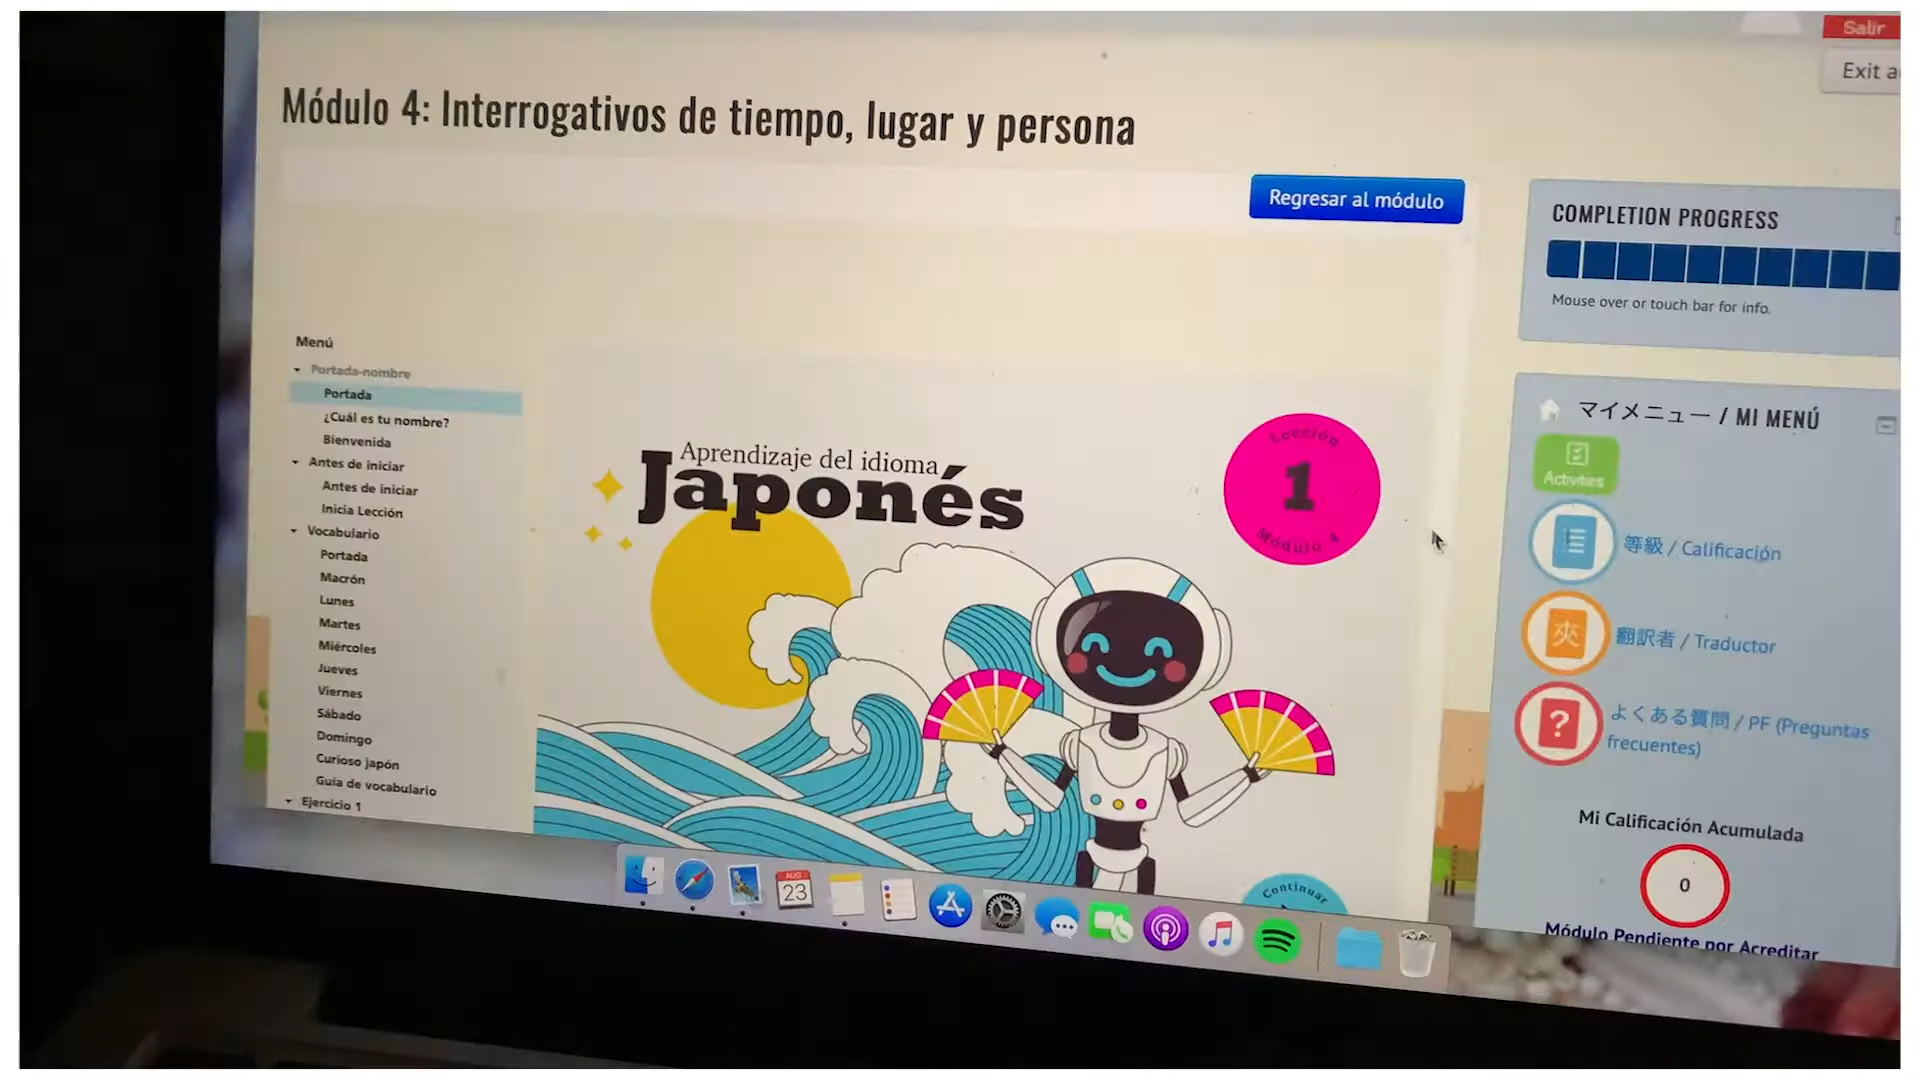 Salir
Exit a
Módulo 4: Interrogativos de tiempo, lugar y persona
Regresar al módulo
COMPLETION PROGRESS
Mouse over or touch bar for info.
Menú
Portada-nombre
Portada
¿Cuál es tu nombre?
Bienvenida
Antes de iniciar
Antes de iniciar
Inicia Lección
Vocabulario
Portada
Macrón
Lunes
Martes
Miércoles
Jueves
Viernes
Sábado
Domingo
Curioso Japón
Guía de vocabulario
Ejercicio 1
Aprendizaje del idioma
Japonés
Lección
1
Módulo 4
Continuar
マイメニュー / MI MENÚ
Activities
等級 / Calificación
翻訳者 / Traductor
?
よくある質問 / PF (Preguntas
frecuentes)
Mi Calificación Acumulada
0
Módulo Pendiente por Acreditar
AUG
23